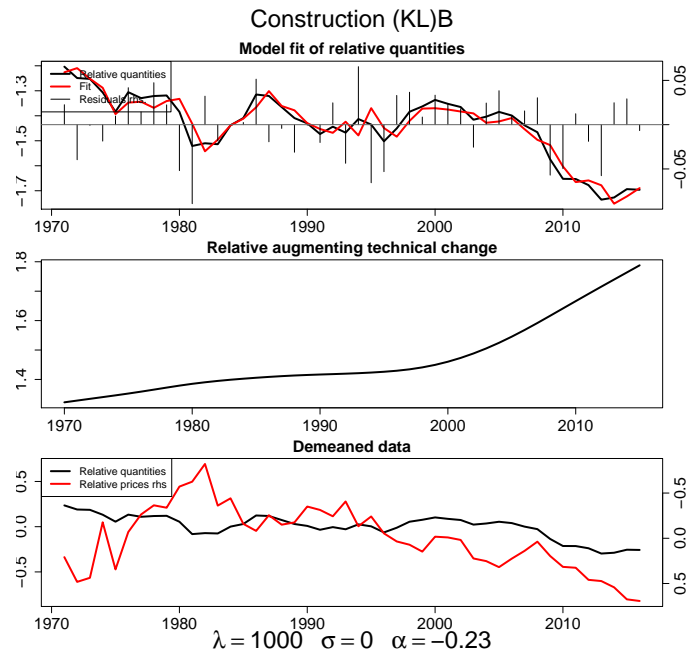 Construction (KL)B
Model fit of relative quantities
Relative quantities
Fit
Residuals rhs
−1.3
−1.5
−1.7
0.05
−0.05
1970 1980 1990 2000 2010
Relative augmenting technical change
1.8
1.6
1.4
1970 1980 1990 2000 2010
Demeaned data
Relative quantities
Relative prices rhs
0.5
0.0
−0.5
−0.5
0.0
0.5
1970 1980 1990 2000 2010
λ = 1000 σ = 0 α = −0.23